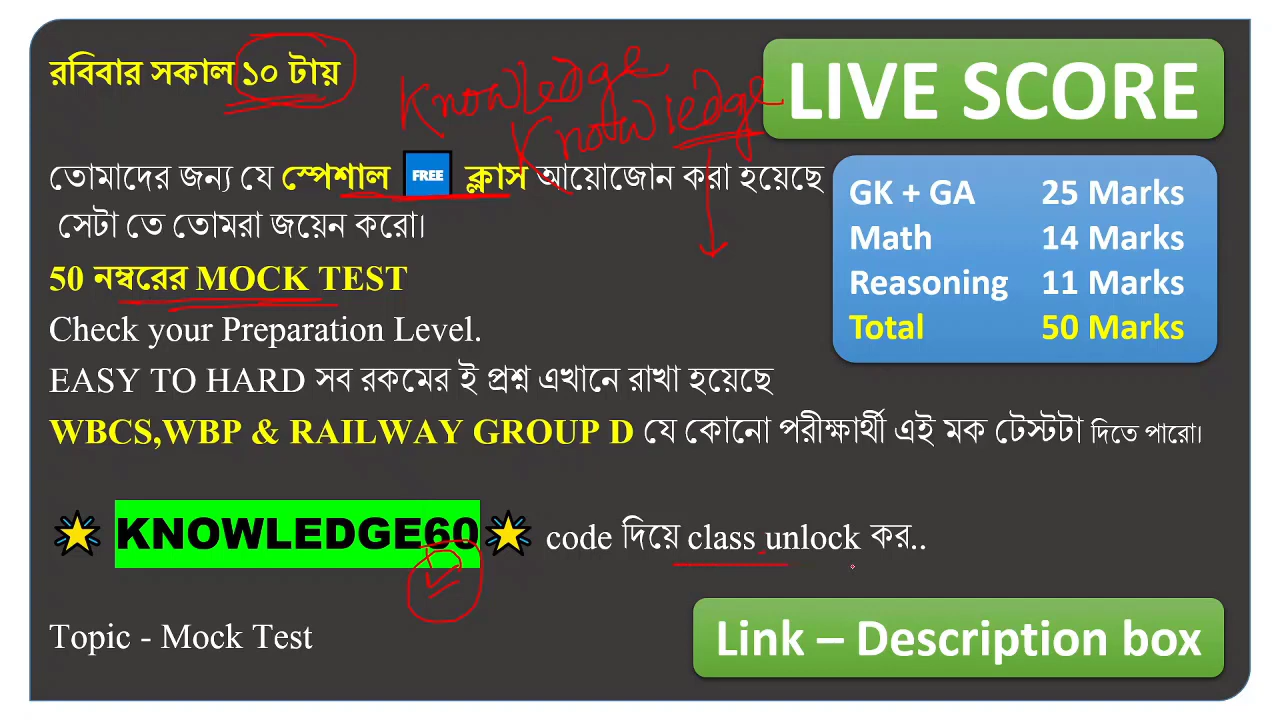 রবিবার সকাল ১০ টায়
Knowledge
Knowledge
LIVE SCORE
তোমাদের জন্য যে স্পেশাল FREE ক্লাস আয়োজোন করা হয়েছে
সেটা তে তোমরা জয়েন করো।
50 নম্বরের MOCK TEST
Check your Preparation Level.
EASY TO HARD সব রকমের ই প্রশ্ন এখানে রাখা হয়েছে
WBCS,WBP & RAILWAY GROUP D যে কোনো পরীক্ষার্থী এই মক টেস্টটা দিতে পারো।
GK + GA 25 Marks
Math 14 Marks
Reasoning 11 Marks
Total 50 Marks
KNOWLEDGE60 code দিয়ে class unlock কর..
Topic - Mock Test
Link – Description box